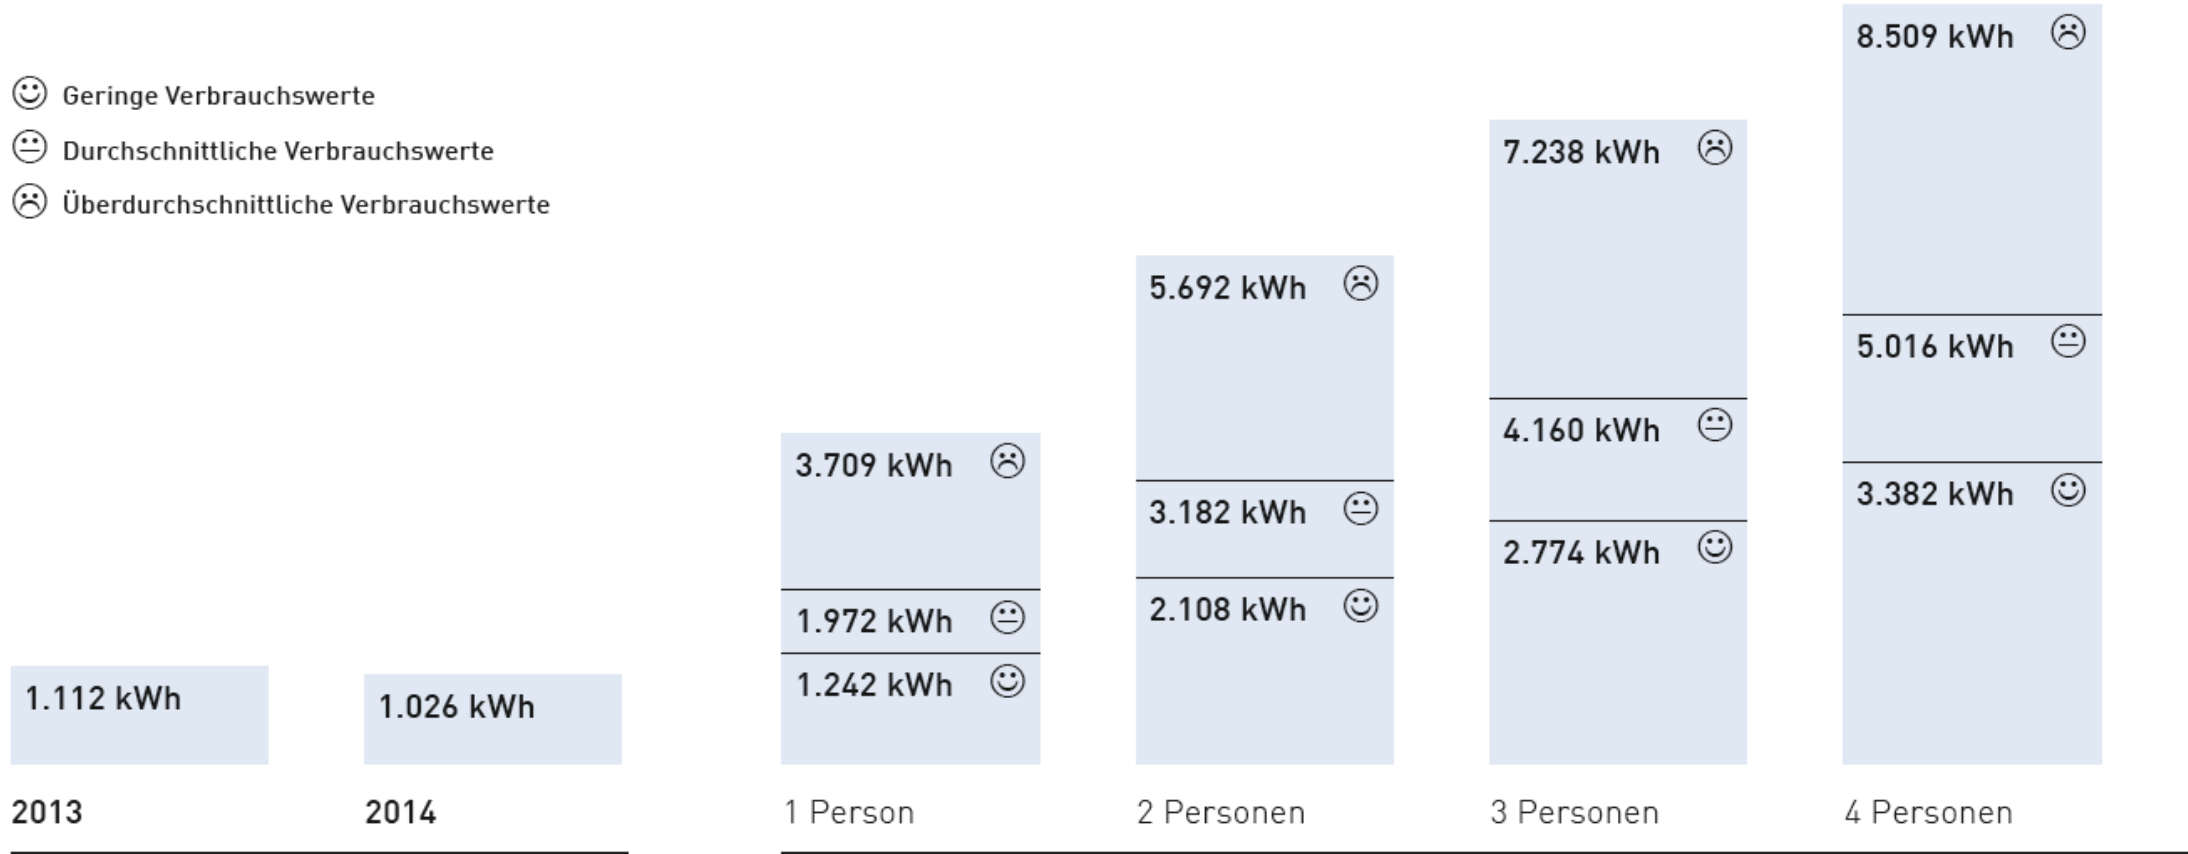 Geringe Verbrauchswerte
Durchschnittliche Verbrauchswerte
Überdurchschnittliche Verbrauchswerte
1.112 kWh
2013
1.026 kWh
2014
3.709 kWh
1.972 kWh
1.242 kWh
1 Person
5.692 kWh
3.182 kWh
2.108 kWh
2 Personen
7.238 kWh
4.160 kWh
2.774 kWh
3 Personen
8.509 kWh
5.016 kWh
3.382 kWh
4 Personen